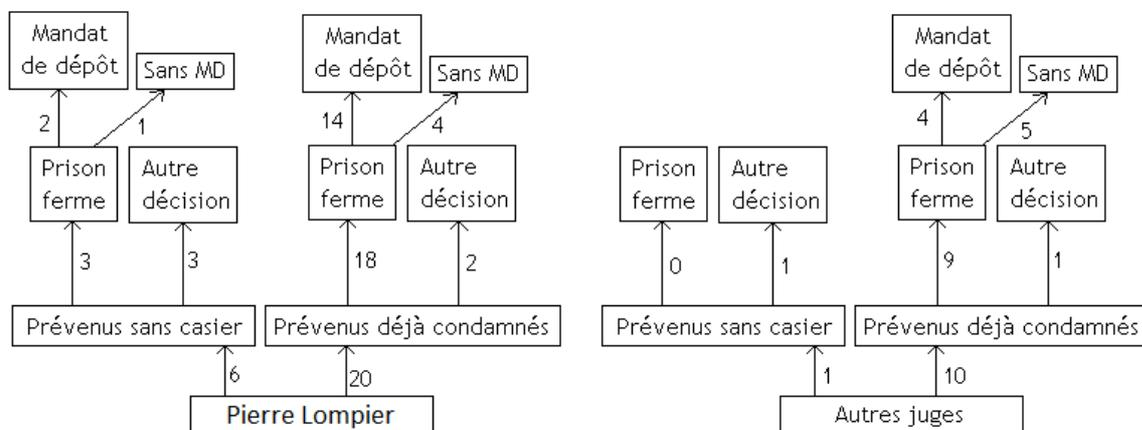 Mandat
de dépôt
Sans MD
2
1
Prison
ferme
Autre
décision
3
3
Prévenus sans casier
6
Mandat
de dépôt
Sans MD
14
4
Prison
ferme
Autre
décision
18
2
Prévenus déjà condamnés
20
Pierre Lompier
Prison
ferme
Autre
décision
0
1
Prévenus sans casier
1
Mandat
de dépôt
Sans MD
4
5
Prison
ferme
Autre
décision
9
1
Prévenus déjà condamnés
10
Autres juges